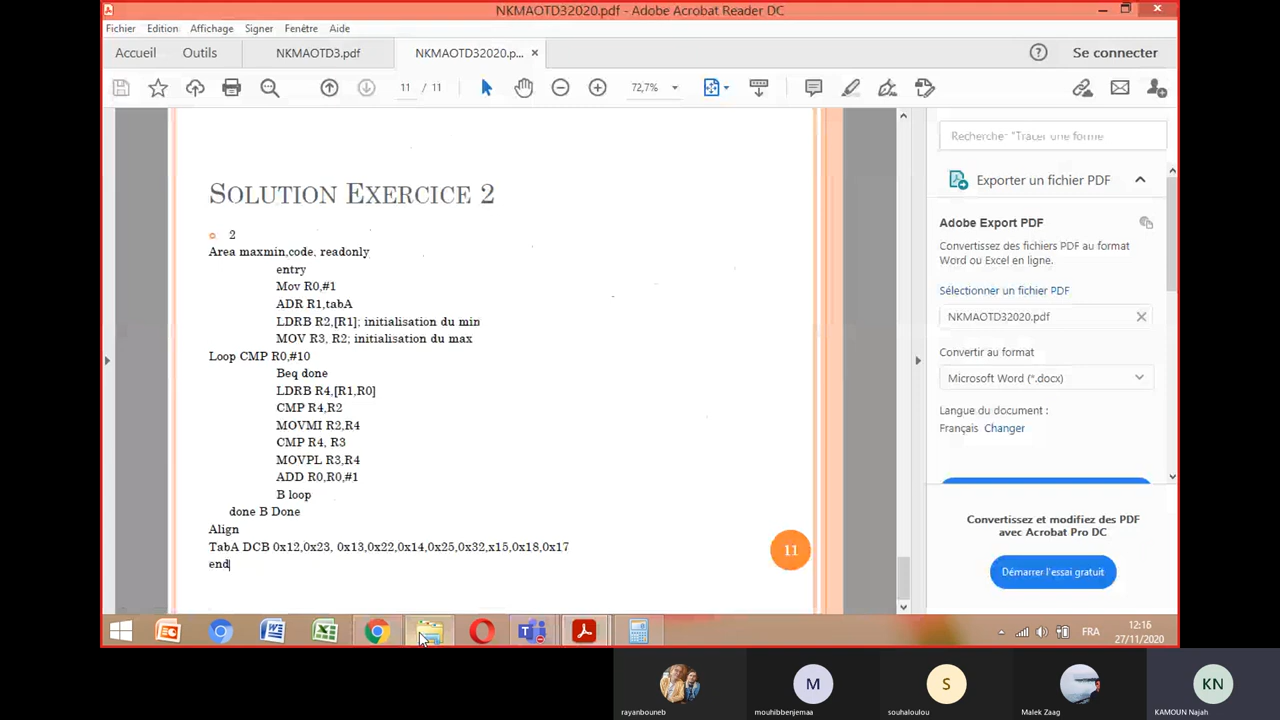 NKMAOTD32020.pdf - Adobe Acrobat Reader DC
Fichier Edition Affichage Signer Fenêtre Aide
Accueil Outils NKMAOTD3.pdf NKMAOTD32020.p... × Se connecter
11 / 11 72,7%
SOLUTION EXERCICE 2
2
Area maxmin,code, readonly
entry
Mov R0,#1
ADR R1,tabA
LDRB R2,[R1]; initialisation du min
MOV R3, R2; initialisation du max
Loop CMP R0,#10
Beq done
LDRB R4,[R1,R0]
CMP R4,R2
MOVMI R2,R4
CMP R4, R3
MOVPL R3,R4
ADD R0,R0,#1
B loop
done B Done
Align
TabA DCB 0x12,0x23, 0x13,0x22,0x14,0x25,0x32,x15,0x18,0x17
end
11
Rechercher "Tracer une forme
Exporter un fichier PDF
Adobe Export PDF
Convertissez des fichiers PDF au format
Word ou Excel en ligne.
Sélectionner un fichier PDF
NKMAOTD32020.pdf
Convertir au format
Microsoft Word (*.docx)
Langue du document :
Français Changer
Convertissez et modifiez des PDF
avec Acrobat Pro DC
Démarrer l'essai gratuit
FRA
12:16
27/11/2020
M S KN
rayanbouneb mouhibbenjemaa souhaloulou Malek Zaag KAMOUN Najah